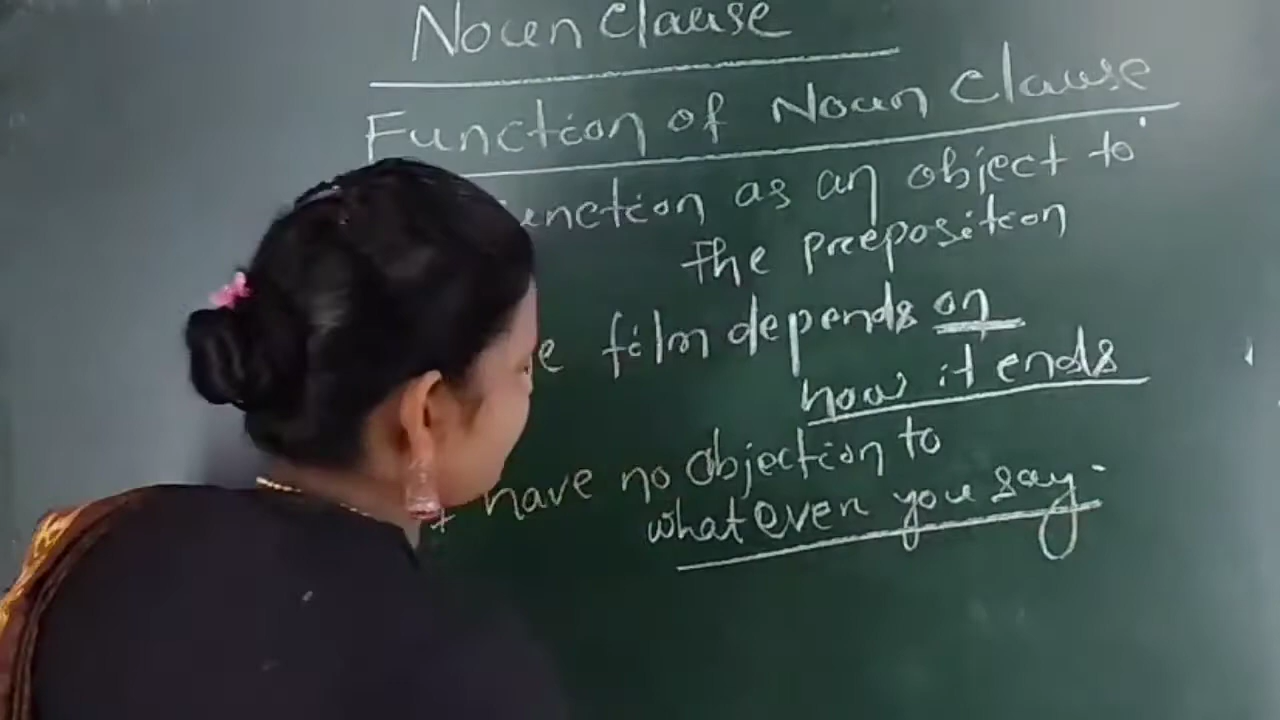 Noun Clause
Function of Noun Clause
unction as an object to
the preposition
e film depends on
how it ends
I have no objection to
whatever you say.